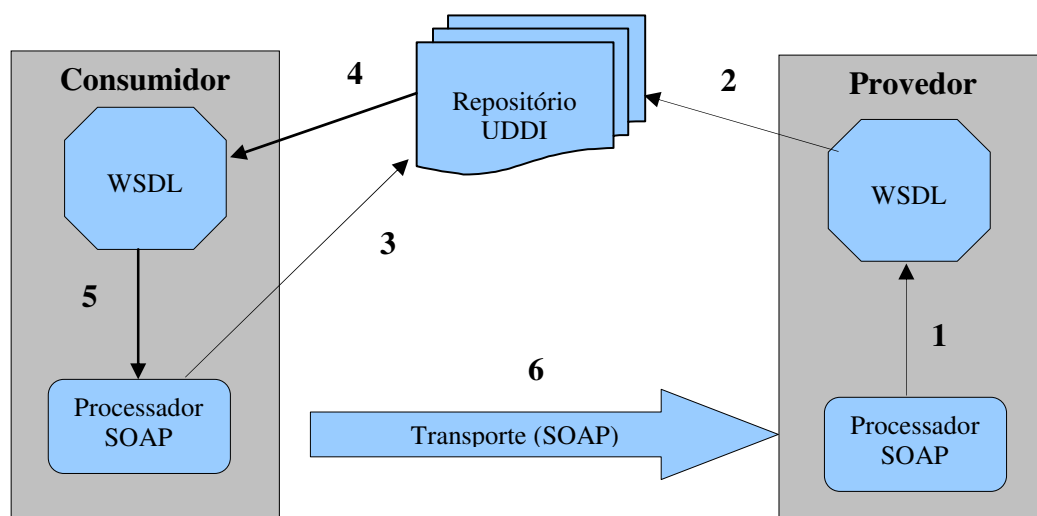 Consumidor
WSDL
5
Processador
SOAP
4
Repositório
UDDI
3
2
6
Transporte (SOAP)
Provedor
WSDL
1
Processador
SOAP